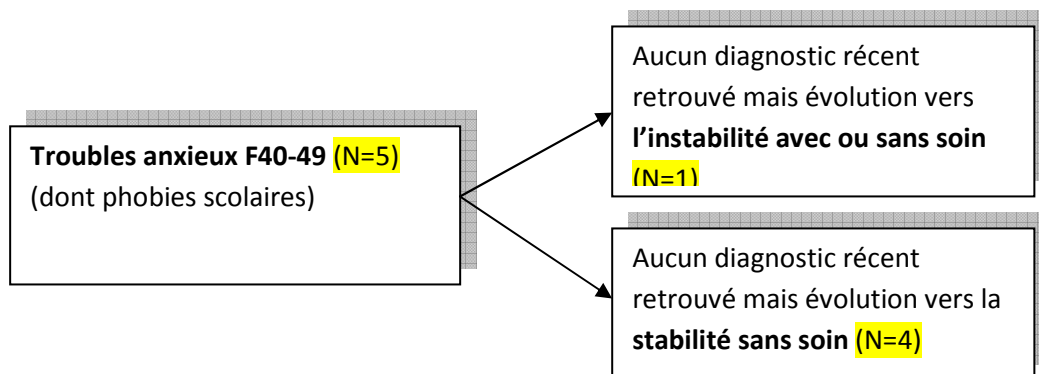 Troubles anxieux F40-49 (N=5)
(dont phobies scolaires)
Aucun diagnostic récent
retrouvé mais évolution vers
l'instabilité avec ou sans soin
(N=1)
Aucun diagnostic récent
retrouvé mais évolution vers la
stabilité sans soin (N=4)